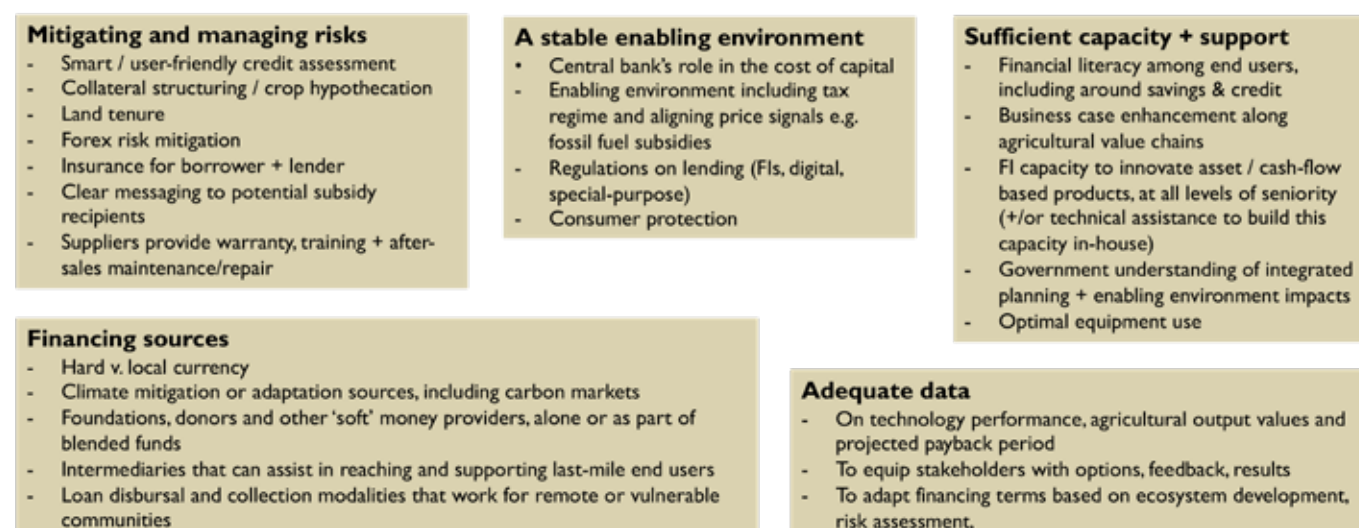 Mitigating and managing risks
- Smart / user-friendly credit assessment
- Collateral structuring / crop hypothecation
- Land tenure
- Forex risk mitigation
- Insurance for borrower + lender
- Clear messaging to potential subsidy
recipients
- Suppliers provide warranty, training + after-
sales maintenance/repair
A stable enabling environment
• Central bank's role in the cost of capital
- Enabling environment including tax
regime and aligning price signals e.g.
fossil fuel subsidies
- Regulations on lending (FIs, digital,
special-purpose)
- Consumer protection
Sufficient capacity + support
- Financial literacy among end users,
including around savings & credit
- Business case enhancement along
agricultural value chains
- FI capacity to innovate asset / cash-flow
based products, at all levels of seniority
(+/or technical assistance to build this
capacity in-house)
- Government understanding of integrated
planning + enabling environment impacts
- Optimal equipment use
Financing sources
- Hard v. local currency
- Climate mitigation or adaptation sources, including carbon markets
- Foundations, donors and other 'soft' money providers, alone or as part of
blended funds
- Intermediaries that can assist in reaching and supporting last-mile end users
- Loan disbursal and collection modalities that work for remote or vulnerable
communities
Adequate data
- On technology performance, agricultural output values and
projected payback period
- To equip stakeholders with options, feedback, results
- To adapt financing terms based on ecosystem development,
risk assessment.